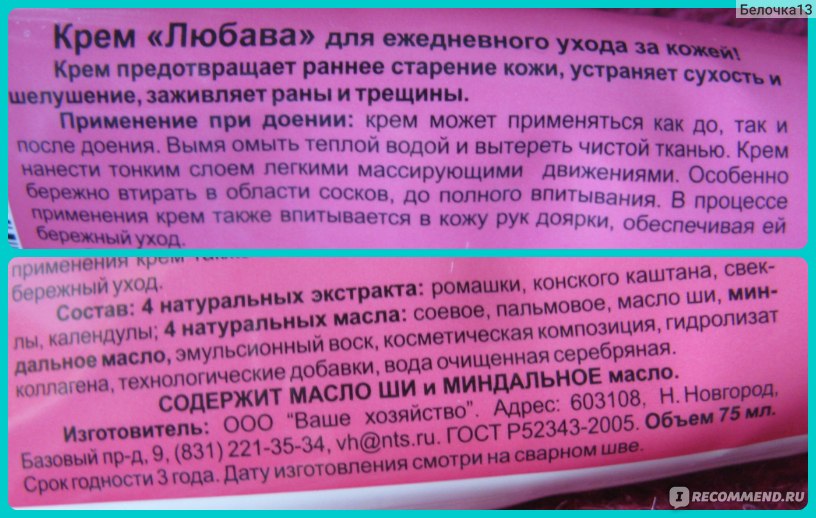 Белочка13
Крем «Любава» для ежедневного ухода за кожей!
Крем предотвращает раннее старение кожи, устраняет сухость и
шелушение, заживляет раны и трещины.
Применение при доении: крем может применяться как до, так и
после доения. Вымя омыть теплой водой и вытереть чистой тканью. Крем
нанести тонким слоем легкими массирующими движениями. Особенно
бережно втирать в области сосков, до полного впитывания. В процессе
применения крем также впитывается в кожу рук доярки, обеспечивая ей
бережный уход.
применения крем
бережный уход.
Состав: 4 натуральных экстракта: ромашки, конского каштана, свек-
лы, календулы; 4 натуральных масла: соевое, пальмовое, масло ши, мин-
дальное масло, эмульсионный воск, косметическая композиция, гидролизат
коллагена, технологические добавки, вода очищенная серебряная.
СОДЕРЖИТ МАСЛО ШИ и МИНДАЛЬНОЕ масло.
Изготовитель: ООО "Ваше хозяйство". Адрес: 603108, Н.Новгород,
Базовый пр-д, 9, (831) 221-35-34, vh@nts.ru. ГОСТ Р52343-2005. Объем 75 мл.
Срок годности 3 года. Дату изготовления смотри на сварном шве.
IRECOMMEND.RU